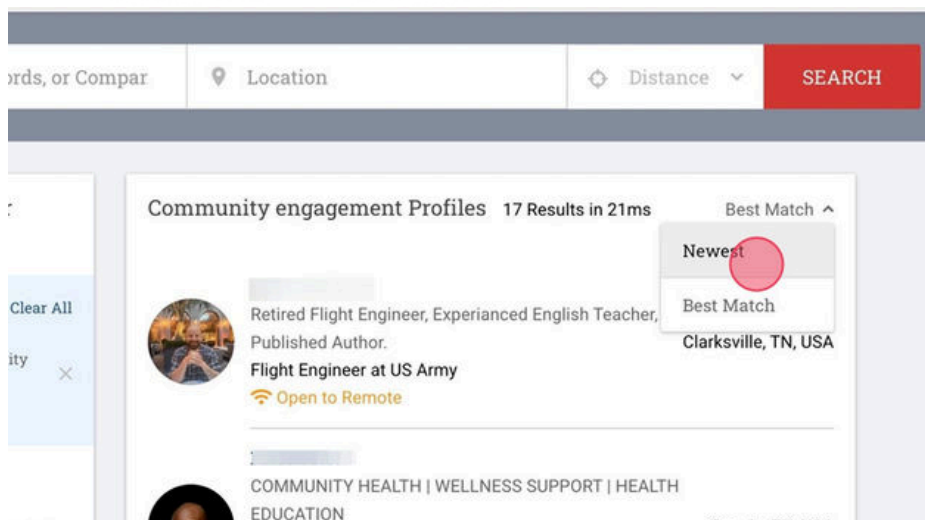 ords, or Compar Location Distance SEARCH
Community engagement Profiles 17 Results in 21ms Best Match
Newest
Best Match
Clear All
ity
Retired Flight Engineer, Experianced English Teacher,
Published Author.
Clarksville, TN, USA
Flight Engineer at US Army
Open to Remote
COMMUNITY HEALTH | WELLNESS SUPPORT | HEALTH
EDUCATION